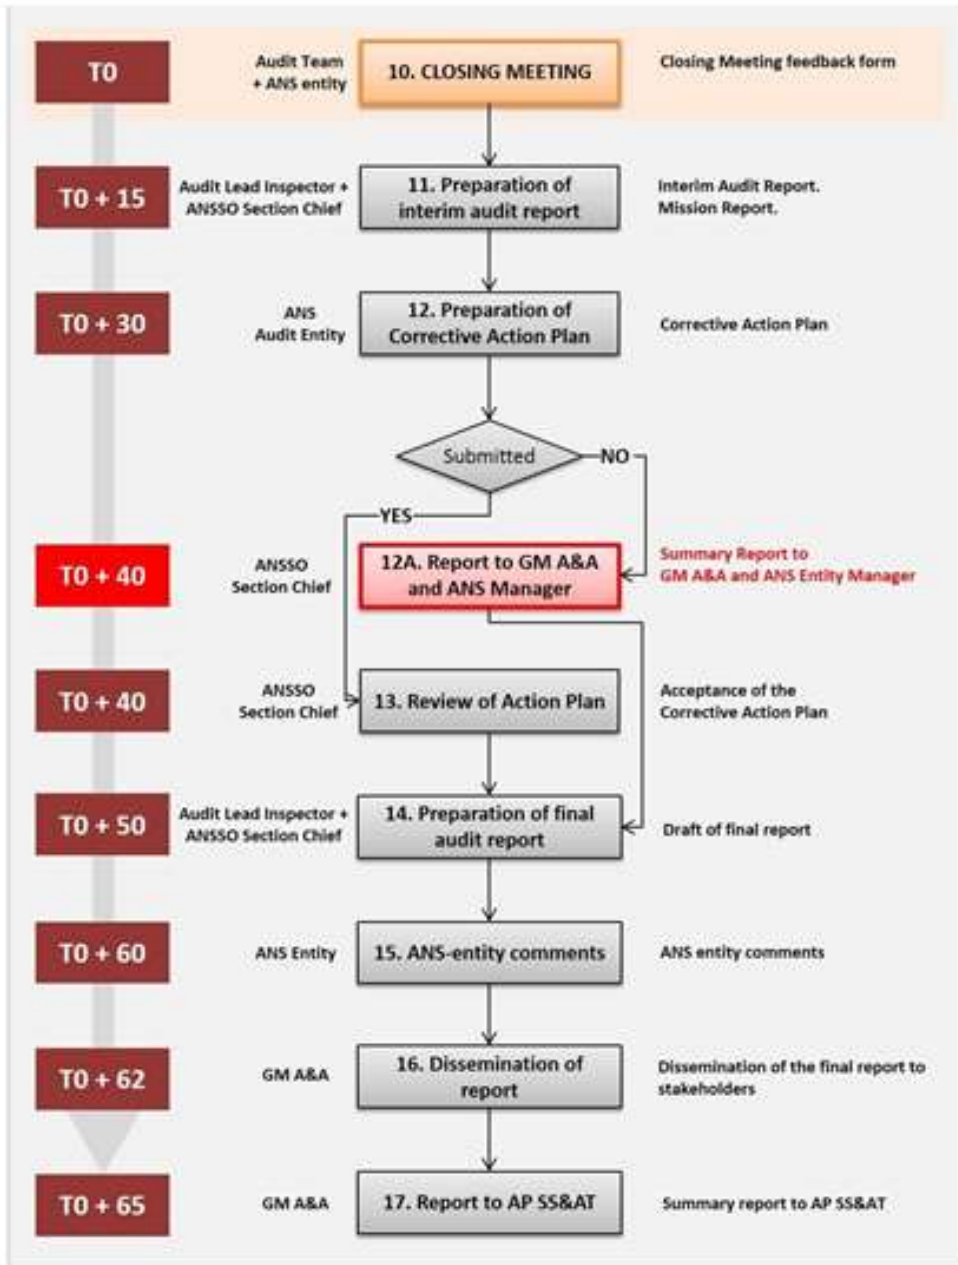 T0
Audit Team
+ ANS entity
10. CLOSING MEETING
Closing Meeting feedback form
T0 + 15
Audit Lead Inspector +
ANSSO Section Chief
11. Preparation of
interim audit report
Interim Audit Report.
Mission Report.
T0 + 30
ANS
Audit Entity
12. Preparation of
Corrective Action Plan
Corrective Action Plan
Submitted
NO
YES
T0 + 40
ANSSO
Section Chief
12A. Report to GM A&A
and ANS Manager
Summary Report to
GM A&A and ANS Entity Manager
T0 + 40
ANSSO
Section Chief
13. Review of Action Plan
Acceptance of the
Corrective Action Plan
T0 + 50
Audit Lead Inspector +
ANSSO Section Chief
14. Preparation of final
audit report
Draft of final report
T0 + 60
ANS Entity
15. ANS-entity comments
ANS entity comments
T0 + 62
GM A&A
16. Dissemination of
report
Dissemination of the final report to
stakeholders
T0 + 65
GM A&A
17. Report to AP SS&AT
Summary report to AP SS&AT